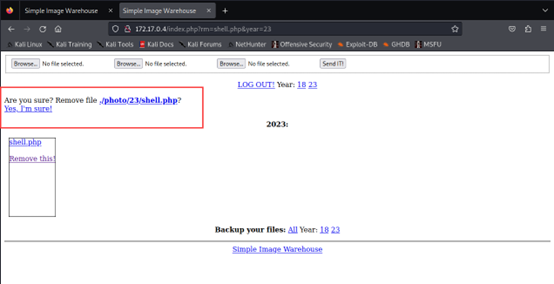 Simple Image Warehouse × Simple Image Warehouse × +
172.17.0.4/index.php?rm=shell.php&year=23
Kali Linux Kali Training Kali Tools Kali Docs Kali Forums NetHunter Offensive Security Exploit-DB GHDB MSFU
Browse... No file selected. Browse... No file selected. Browse... No file selected. Send IT!
LOG OUT! Year: 18 23
Are you sure? Remove file ./photo/23/shell.php?
Yes, I'm sure!
2023:
shell.php
Remove this!
Backup your files: All Year: 18 23
Simple Image Warehouse